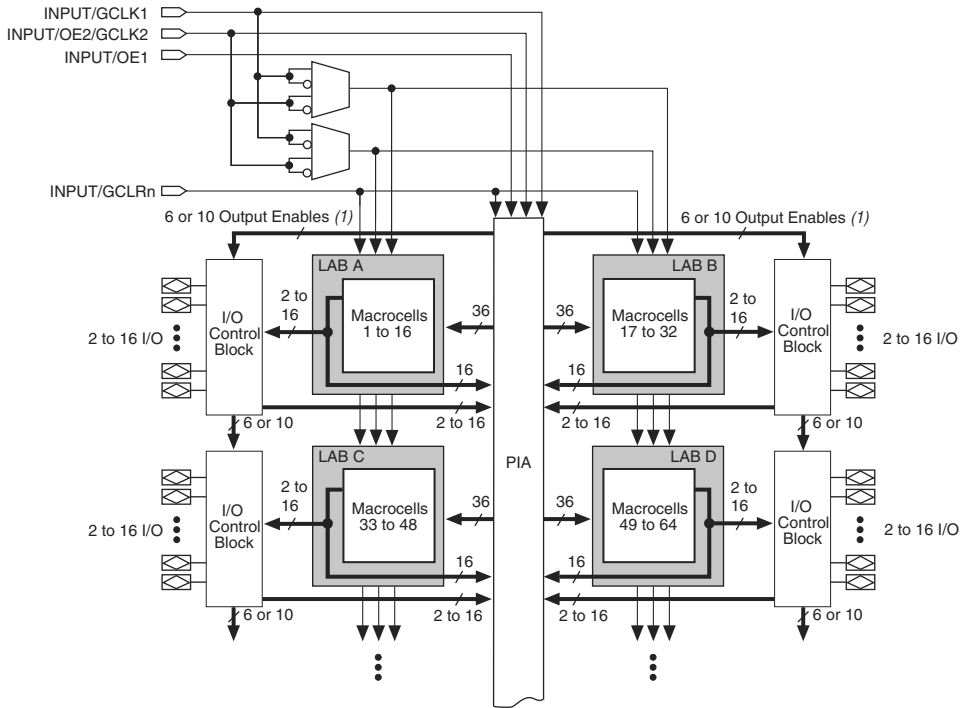 INPUT/GCLK1
INPUT/OE2/GCLK2
INPUT/OE1
INPUT/GCLRn
6 or 10 Output Enables (1)
6 or 10 Output Enables (1)
LAB A
LAB B
I/O
Control
Block
2 to
16
Macrocells
1 to 16
36
36
Macrocells
17 to 32
2 to
16
I/O
Control
Block
2 to 16 I/O
2 to 16 I/O
16
16
6 or 10
2 to 16
2 to 16
6 or 10
PIA
LAB C
LAB D
I/O
Control
Block
2 to
16
Macrocells
33 to 48
36
36
Macrocells
49 to 64
2 to
16
I/O
Control
Block
2 to 16 I/O
2 to 16 I/O
16
16
6 or 10
2 to 16
2 to 16
6 or 10